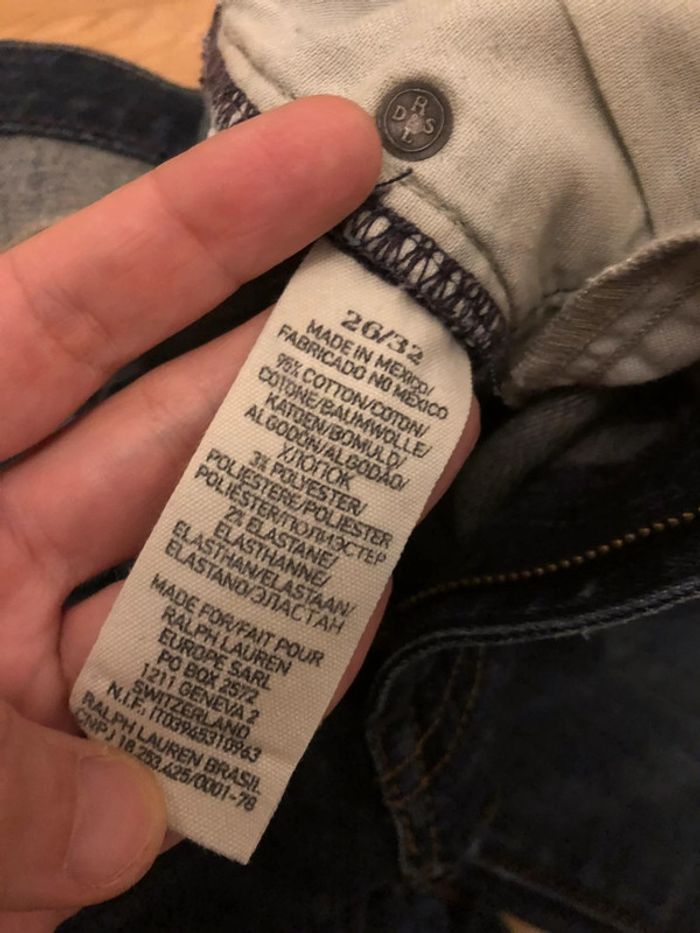 R
D S
L
26/32
MADE IN MEXICO/
FABRICADO NO MÉXICO
95% COTTON/COTON/
COTONE/BAUMWOLLE/
KATOEN/BOMULD/
ALGODÓN/ALGODÃO/
ХЛОПОК
3% POLYESTER/
POLIESTERE/POLIESTER
POLIÉSTER/ПОЛИЭСТЕР
2% ELASTANE/
ELASTHANNE/
ELASTHAN/ELASTAAN/
ELASTANO/ЭЛАСТАН
MADE FOR/FAIT POUR
RALPH LAUREN
EUROPE SARL
PO BOX 2572
1211 GENEVA 2
SWITZERLAND
N.I.F. IT03945310963
RALPH LAUREN BRASIL
CNPJ 18.253.425/0001-78